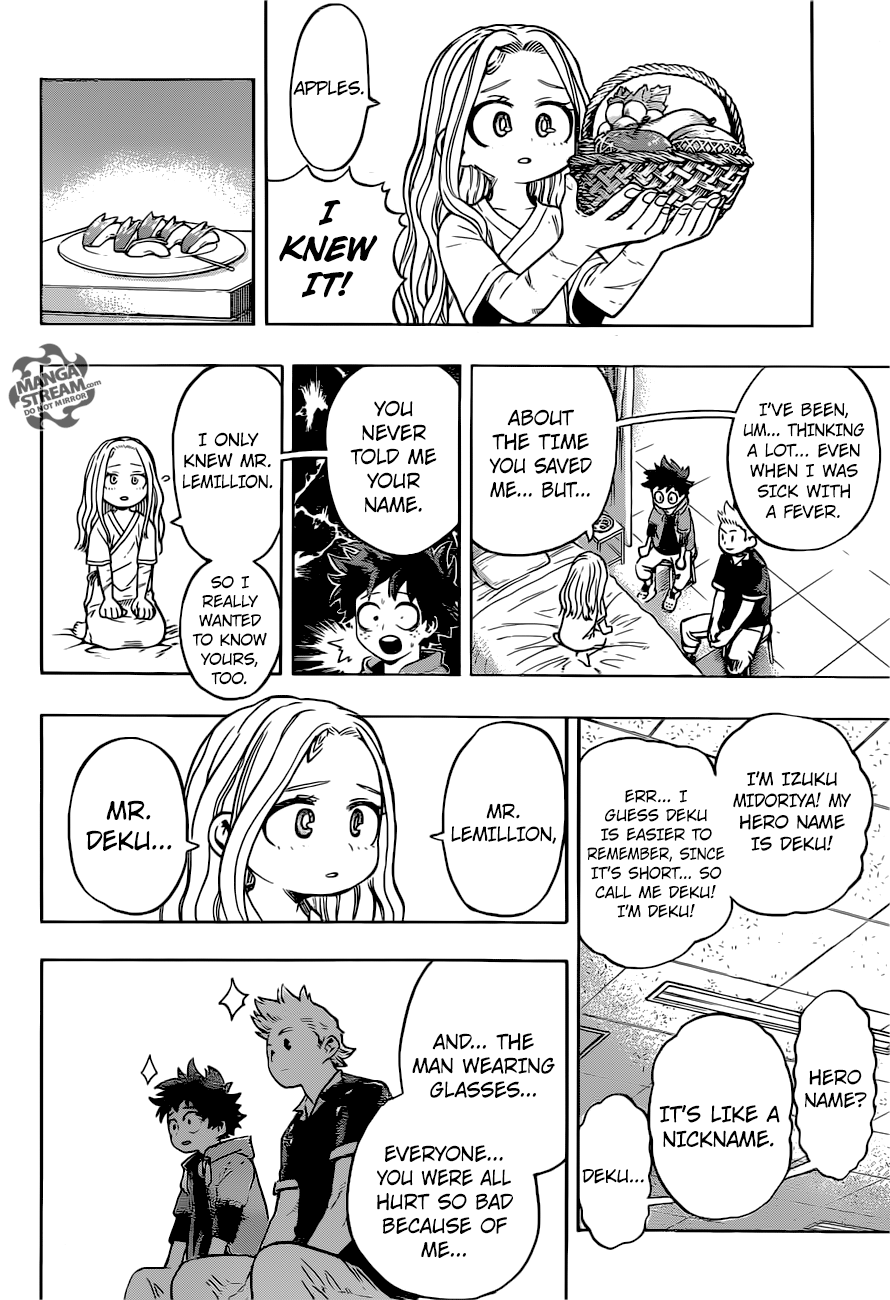 APPLES.
I
KNEW
IT!
I'VE BEEN,
UM... THINKING
A LOT... EVEN
WHEN I WAS
SICK WITH
A FEVER.
ABOUT
THE TIME
YOU SAVED
ME... BUT...
YOU
NEVER
TOLD ME
YOUR
NAME.
I ONLY
KNEW MR.
LEMILLION.
SO I
REALLY
WANTED
TO KNOW
YOURS,
TOO.
MANGA
STREAM.com
DO NOT MIRROR
I'M IZUKU
MIDORIYA! MY
HERO NAME
IS DEKU!
ERR... I
GUESS DEKU
IS EASIER TO
REMEMBER, SINCE
IT'S SHORT... SO
CALL ME DEKU!
I'M DEKU!
HERO
NAME?
IT'S LIKE A
NICKNAME.
DEKU...
MR.
LEMILLION,
MR.
DEKU...
AND... THE
MAN WEARING
GLASSES...
EVERYONE...
YOU WERE ALL
HURT SO BAD
BECAUSE OF
ME...